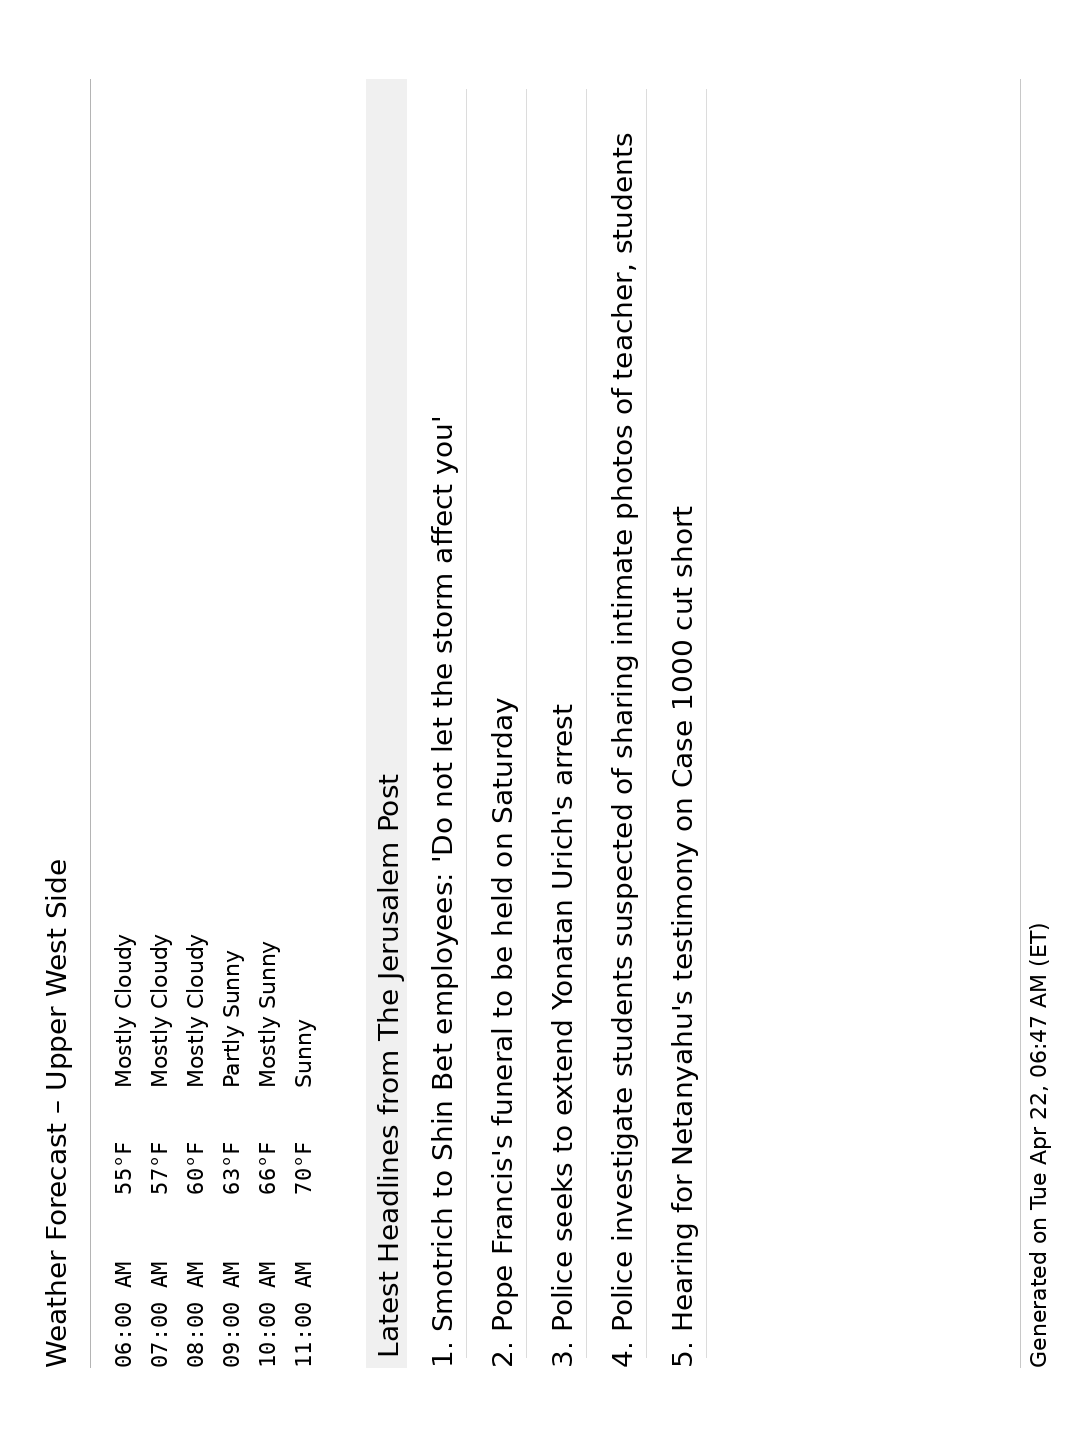 Weather Forecast – Upper West Side
06:00 AM 55°F Mostly Cloudy
07:00 AM 57°F Mostly Cloudy
08:00 AM 60°F Mostly Cloudy
09:00 AM 63°F Partly Sunny
10:00 AM 66°F Mostly Sunny
11:00 AM 70°F Sunny
Latest Headlines from The Jerusalem Post
1. Smotrich to Shin Bet employees: 'Do not let the storm affect you'
2. Pope Francis's funeral to be held on Saturday
3. Police seeks to extend Yonatan Urich's arrest
4. Police investigate students suspected of sharing intimate photos of teacher, students
5. Hearing for Netanyahu's testimony on Case 1000 cut short
Generated on Tue Apr 22, 06:47 AM (ET)